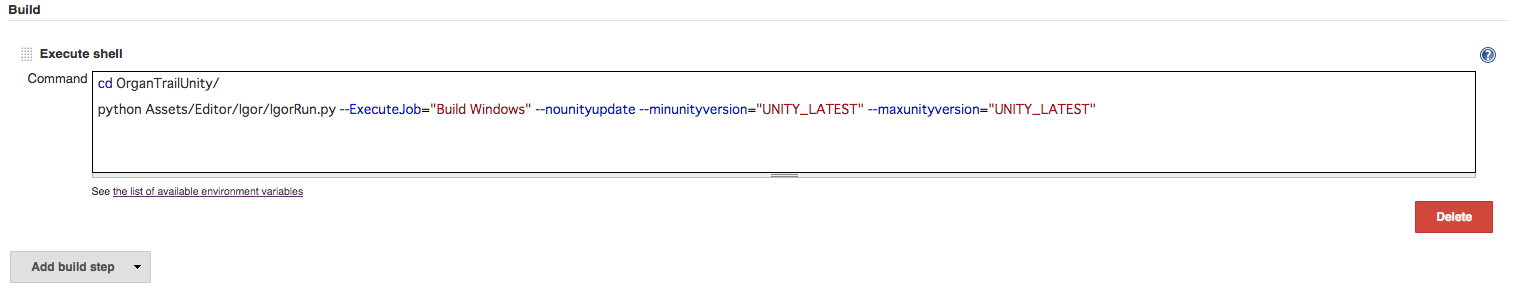 Build
Execute shell
?
Command
cd OrganTrailUnity/
python Assets/Editor/Igor/IgorRun.py --ExecuteJob="Build Windows" --nounityupdate --minunityversion="UNITY_LATEST" --maxunityversion="UNITY_LATEST"
See the list of available environment variables
Delete
Add build step